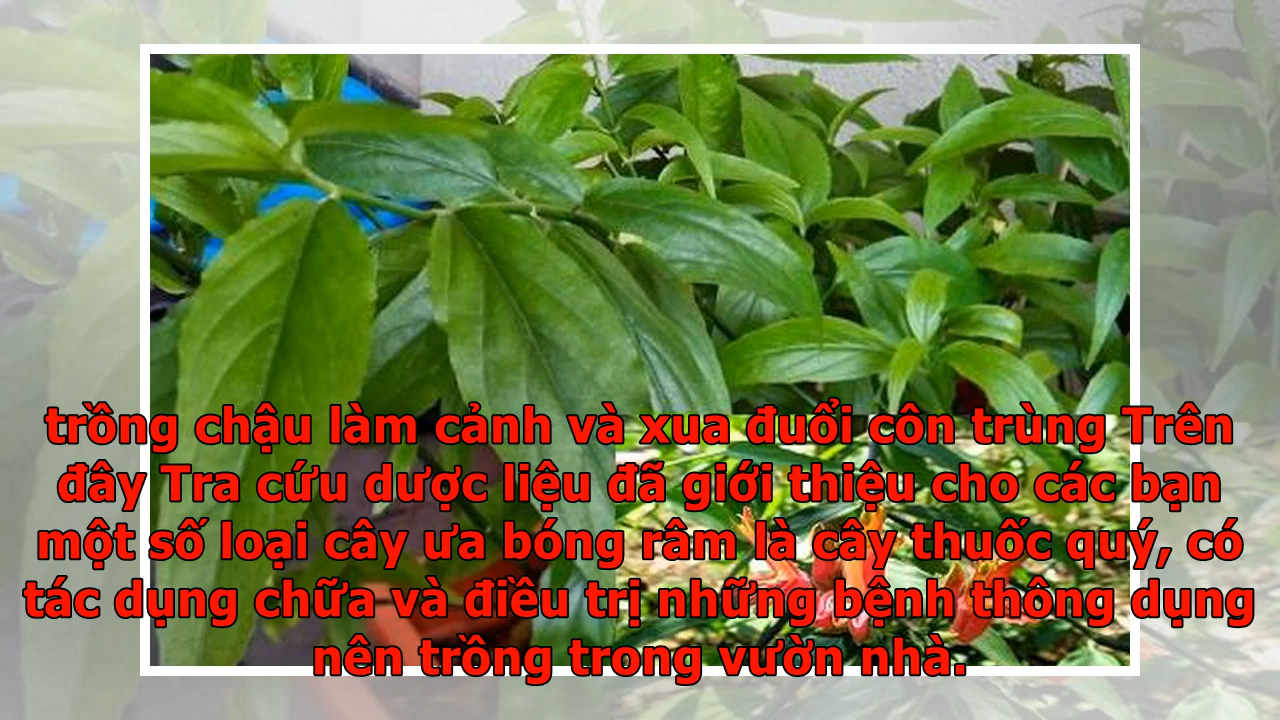 trồng chậu làm cảnh và xua đuổi côn trùng Trên
đây Tra cứu dược liệu đã giới thiệu cho các bạn
một số loại cây ưa bóng râm là cây thuốc quý, có
tác dụng chữa và điều trị những bệnh thông dụng
nên trồng trong vườn nhà.